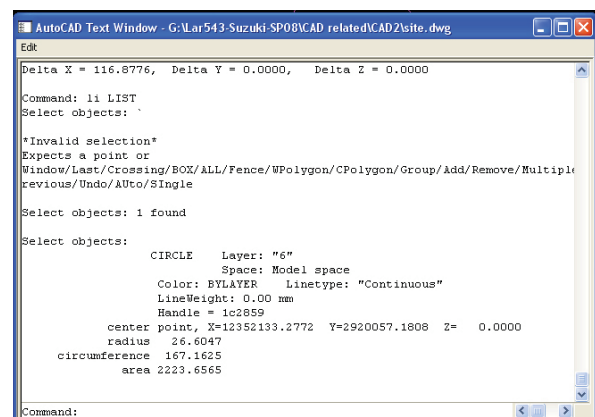 AutoCAD Text Window - G:\Lar543-Suzuki-SP08\CAD related\CAD2\site.dwg
Edit
Delta X = 116.8776,  Delta Y = 0.0000,   Delta Z = 0.0000
Command: li LIST
Select objects: `
*Invalid selection*
Expects a point or
Window/Last/Crossing/BOX/ALL/Fence/WPolygon/CPolygon/Group/Add/Remove/Multiple
revious/Undo/AUto/SIngle
Select objects: 1 found
Select objects:
CIRCLE    Layer: "6"
Space: Model space
Color: BYLAYER    Linetype: "Continuous"
LineWeight: 0.00 mm
Handle = 1c2859
center point, X=12352133.2772  Y=2920057.1808  Z=   0.0000
radius   26.6047
circumference  167.1625
area 2223.6565
Command: